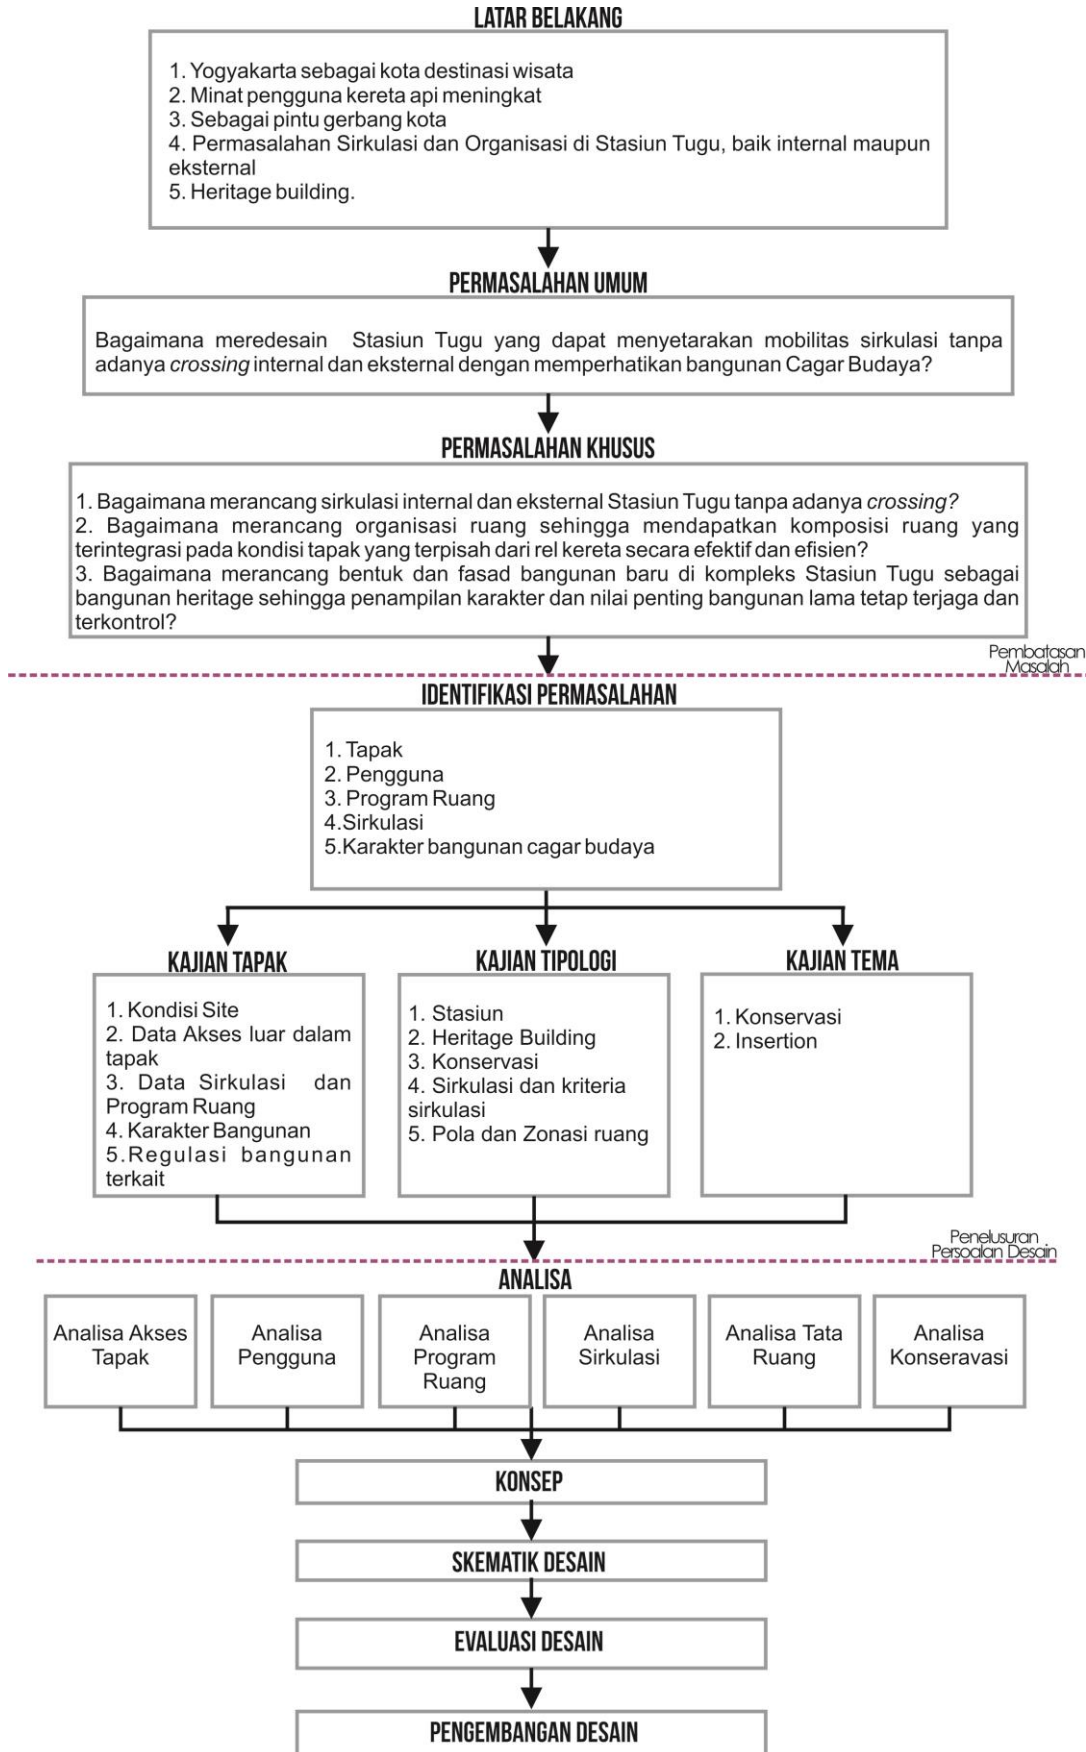 LATAR BELAKANG
1. Yogyakarta sebagai kota destinasi wisata
2. Minat pengguna kereta api meningkat
3. Sebagai pintu gerbang kota
4. Permasalahan Sirkulasi dan Organisasi di Stasiun Tugu, baik internal maupun
eksternal
5. Heritage building.
PERMASALAHAN UMUM
Bagaimana meredesain Stasiun Tugu yang dapat menyetarakan mobilitas sirkulasi tanpa
adanya crossing internal dan eksternal dengan memperhatikan bangunan Cagar Budaya?
PERMASALAHAN KHUSUS
1. Bagaimana merancang sirkulasi internal dan eksternal Stasiun Tugu tanpa adanya crossing?
2. Bagaimana merancang organisasi ruang sehingga mendapatkan komposisi ruang yang
terintegrasi pada kondisi tapak yang terpisah dari rel kereta secara efektif dan efisien?
3. Bagaimana merancang bentuk dan fasad bangunan baru di kompleks Stasiun Tugu sebagai
bangunan heritage sehingga penampilan karakter dan nilai penting bangunan lama tetap terjaga dan
terkontrol?
Pembatasan
Masalah
IDENTIFIKASI PERMASALAHAN
1. Tapak
2. Pengguna
3. Program Ruang
4.Sirkulasi
5.Karakter bangunan cagar budaya
KAJIAN TAPAK
1. Kondisi Site
2. Data Akses luar dalam
tapak
3. Data Sirkulasi dan
Program Ruang
4. Karakter Bangunan
5.Regulasi bangunan
terkait
KAJIAN TIPOLOGI
1. Stasiun
2. Heritage Building
3. Konservasi
4. Sirkulasi dan kriteria
sirkulasi
5. Pola dan Zonasi ruang
KAJIAN TEMA
1. Konservasi
2. Insertion
Penelusuran
Persoalan Desain
ANALISA
Analisa Akses
Tapak
Analisa
Pengguna
Analisa
Program
Ruang
Analisa
Sirkulasi
Analisa Tata
Ruang
Analisa
Konseravasi
KONSEP
SKEMATIK DESAIN
EVALUASI DESAIN
PENGEMBANGAN DESAIN